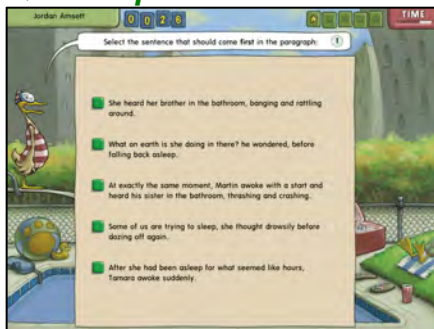 Jordan Amsett
0 0 2 6
TIME
Select the sentence that should come first in the paragraph:
1
She heard her brother in the bathroom, banging and rattling
around.
What on earth is she doing in there? he wondered, before
falling back asleep.
At exactly the same moment, Martin awoke with a start and
heard his sister in the bathroom, thrashing and crashing.
Some of us are trying to sleep, she thought drowsily before
dozing off again.
After she had been asleep for what seemed like hours,
Tamara awoke suddenly.